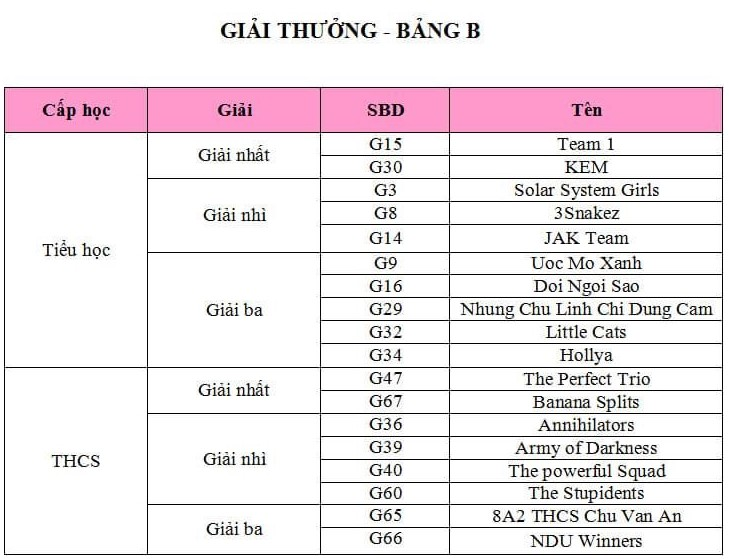 GIẢI THƯỞNG - BẢNG B
Cấp học Giải SBD Tên
Tiểu học Giải nhất G15 Team 1
G30 KEM
Giải nhì G3 Solar System Girls
G8 3Snakez
G14 JAK Team
Giải ba G9 Uoc Mo Xanh
G16 Doi Ngoi Sao
G29 Nhung Chu Linh Chi Dung Cam
G32 Little Cats
G34 Hollya
THCS Giải nhất G47 The Perfect Trio
G67 Banana Splits
Giải nhì G36 Annihilators
G39 Army of Darkness
G40 The powerful Squad
G60 The Stupidents
Giải ba G65 8A2 THCS Chu Van An
G66 NDU Winners